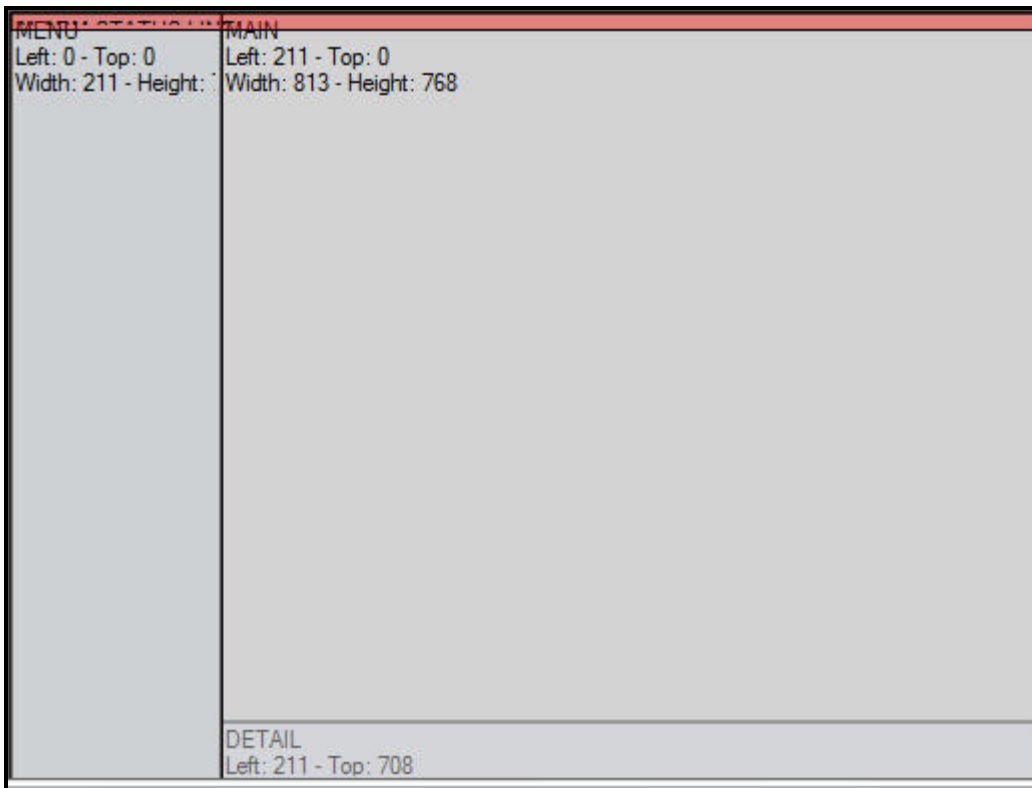 MENU
Left: 0 - Top: 0
Width: 211 - Height:
MAIN
Left: 211 - Top: 0
Width: 813 - Height: 768
DETAIL
Left: 211 - Top: 708